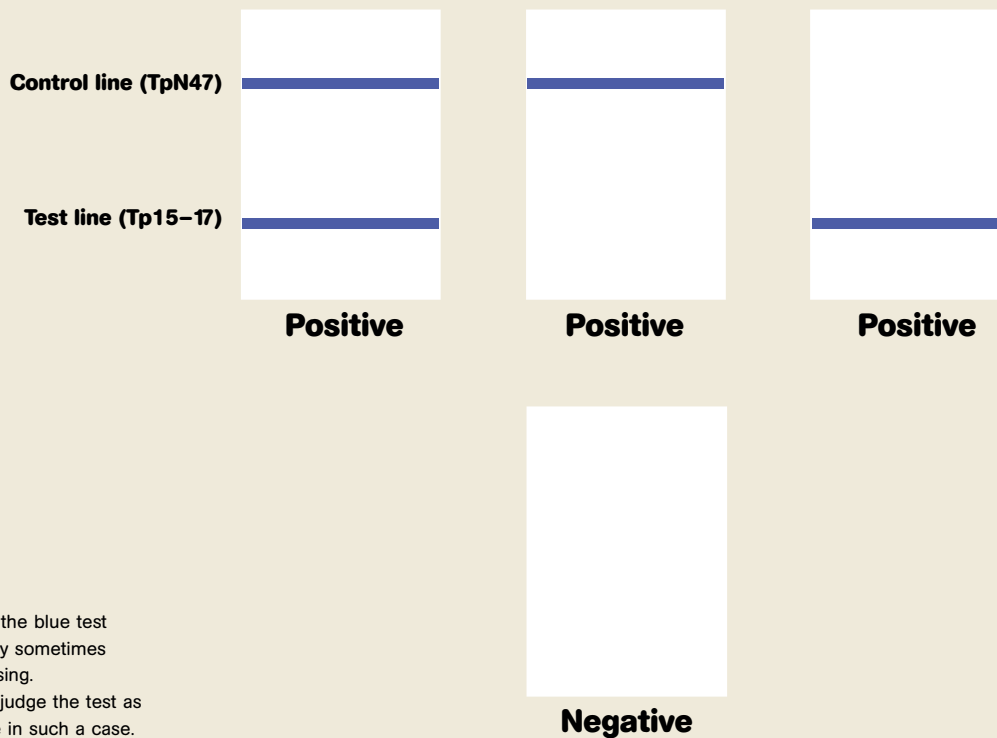 Control line (TpN47)
Test line (Tp15–17)
Positive
Positive
Positive
the blue test
y sometimes
sing.
judge the test as
in such a case.
Negative